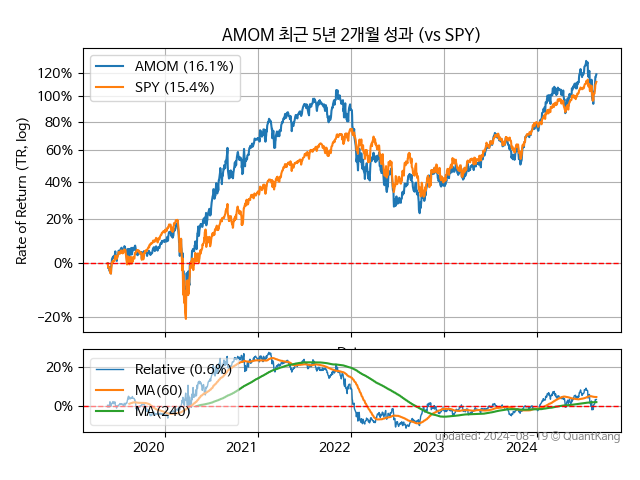 AMOM 최근 5년 2개월 성과 (vs SPY)
Rate of Return (TR, log)
120%
100%
80%
60%
40%
20%
0%
−20%
AMOM (16.1%)
SPY (15.4%)
20%
0%
Relative (0.6%)
MA(60)
MA(240)
2020
2021
2022
2023
2024
updated: 2024-08-19 © QuantKang